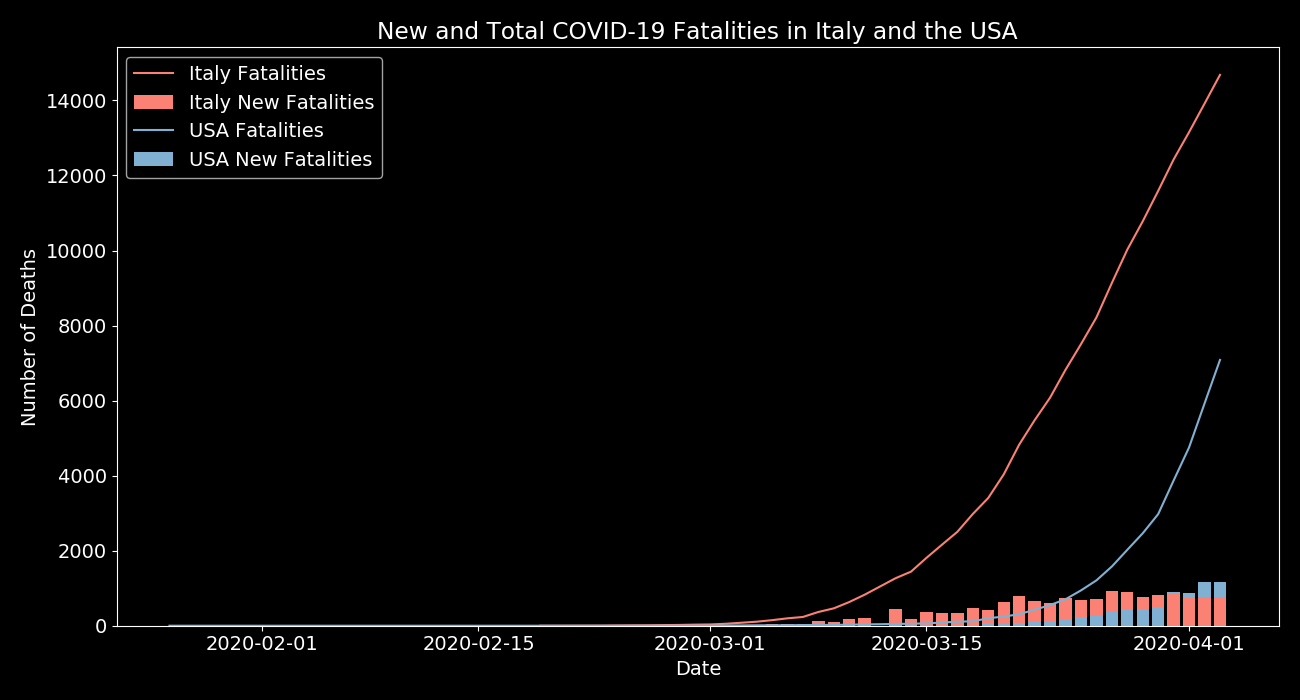 New and Total COVID-19 Fatalities in Italy and the USA
Italy Fatalities
Italy New Fatalities
USA Fatalities
USA New Fatalities
Number of Deaths
14000
12000
10000
8000
6000
4000
2000
0
2020-02-01
2020-02-15
2020-03-01
2020-03-15
2020-04-01
Date